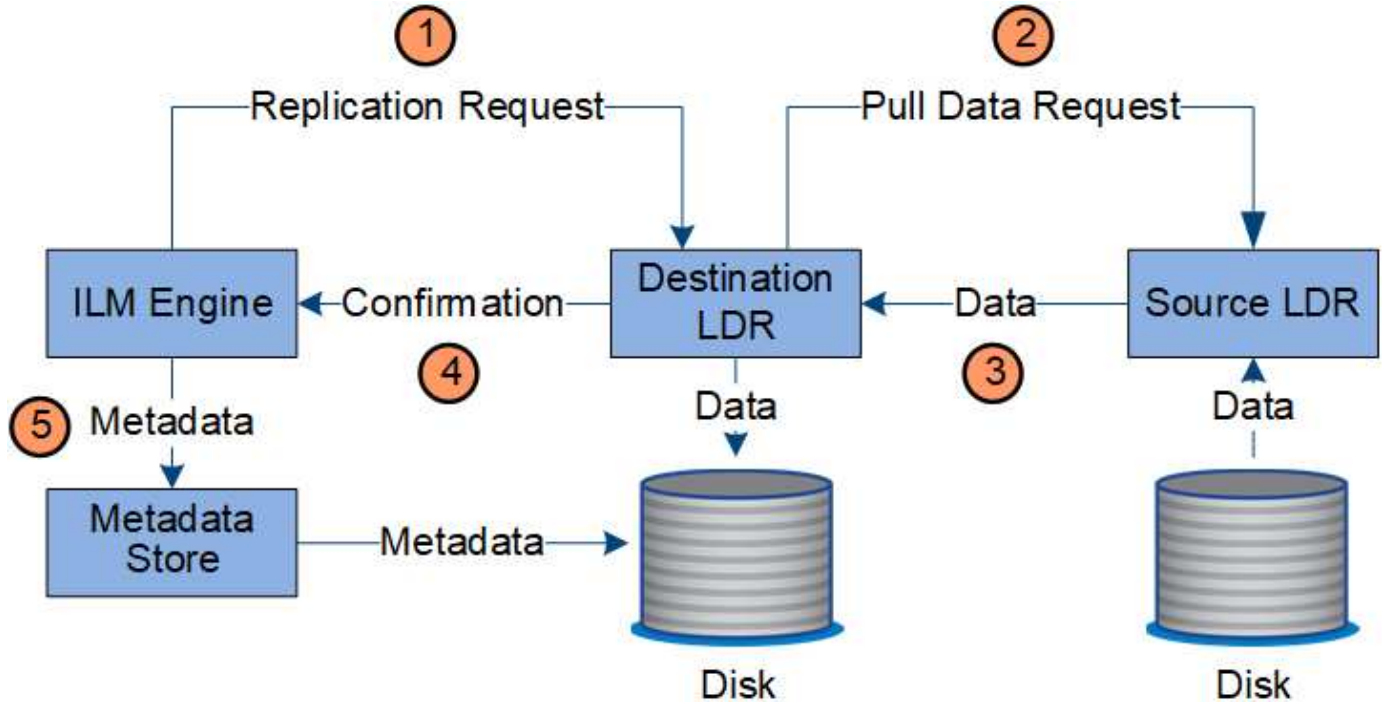 1
2
Replication Request
Pull Data Request
ILM Engine
Confirmation
Destination
LDR
Data
Source LDR
4
3
5
Metadata
Data
Data
Metadata
Store
Metadata
Disk
Disk